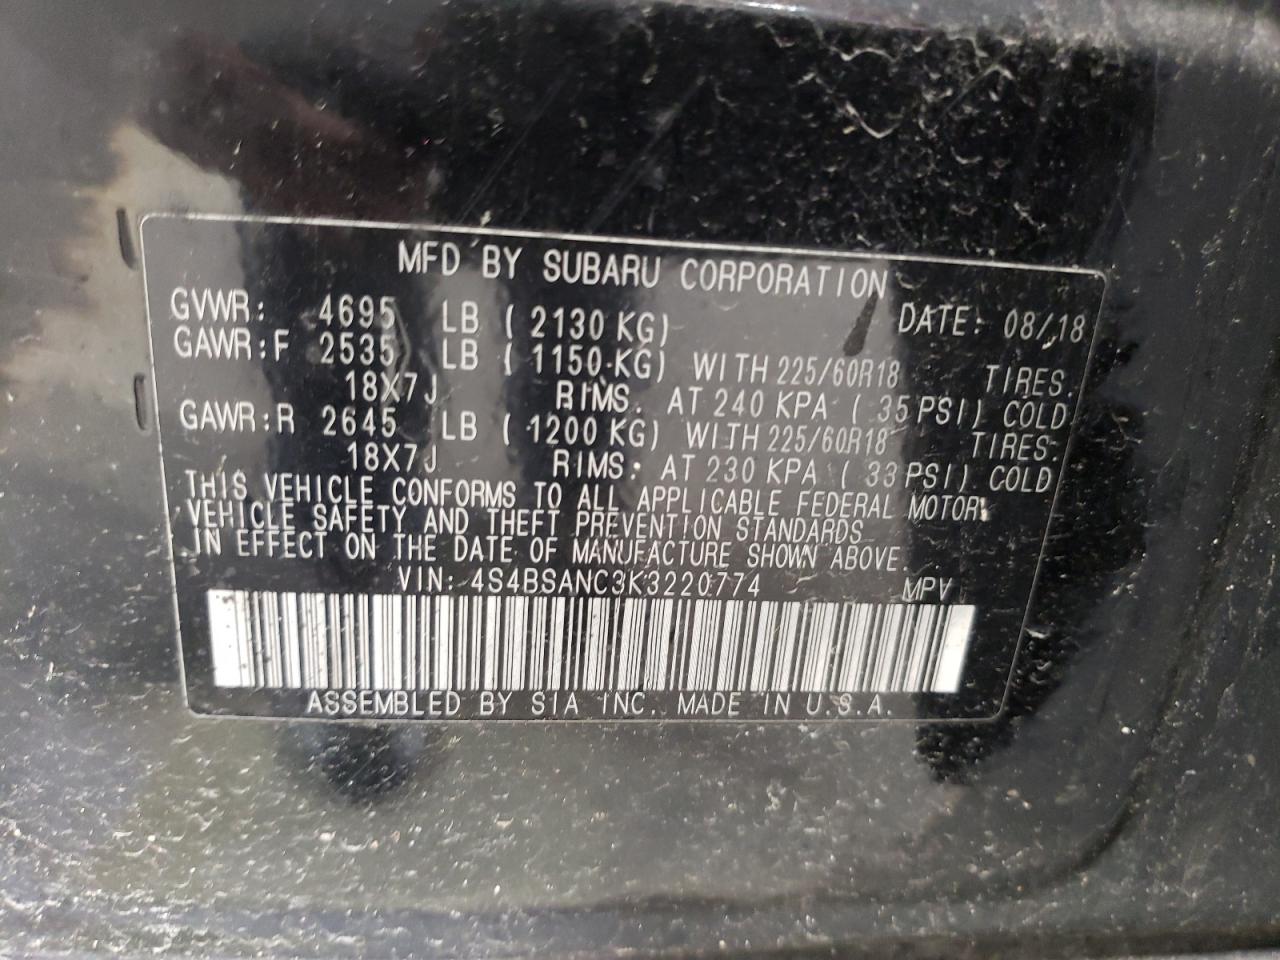 MFD BY SUBARU CORPORATION
GVWR: 4695 LB ( 2130 KG) DATE: 08/18
GAWR:F 2535 LB ( 1150 KG) WITH 225/60R18 TIRES.
18X7J RIMS. AT 240 KPA ( 35 PSI) COLD
GAWR:R 2645 LB ( 1200 KG) WITH 225/60R18 TIRES.
18X7J RIMS. AT 230 KPA ( 33 PSI) COLD
THIS VEHICLE CONFORMS TO ALL APPLICABLE FEDERAL MOTOR
VEHICLE SAFETY AND THEFT PREVENTION STANDARDS
IN EFFECT ON THE DATE OF MANUFACTURE SHOWN ABOVE.
VIN: 4S4BSANC3K3220774 MPV
ASSEMBLED BY SIA INC. MADE IN U.S.A.